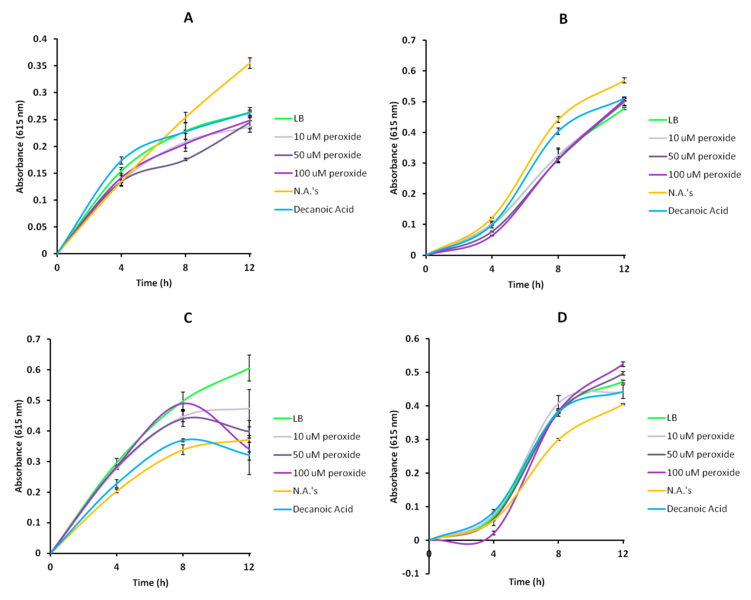 A
Absorbance (615 nm)
0.4
0.35
0.3
0.25
0.2
0.15
0.1
0.05
0
0 4 8 12
Time (h)
LB
10 uM peroxide
50 uM peroxide
100 uM peroxide
N.A.'s
Decanoic Acid
B
Absorbance (615 nm)
0.7
0.6
0.5
0.4
0.3
0.2
0.1
0
0 4 8 12
Time (h)
LB
10 uM peroxide
50 uM peroxide
100 uM peroxide
N.A.'s
Decanoic Acid
C
Absorbance (615 nm)
0.7
0.6
0.5
0.4
0.3
0.2
0.1
0
0 4 8 12
Time (h)
LB
10 uM peroxide
50 uM peroxide
100 uM peroxide
N.A.'s
Decanoic Acid
D
Absorbance (615 nm)
0.6
0.5
0.4
0.3
0.2
0.1
0
-0.1
0 4 8 12
Time (h)
LB
10 uM peroxide
50 uM peroxide
100 uM peroxide
N.A.'s
Decanoic Acid